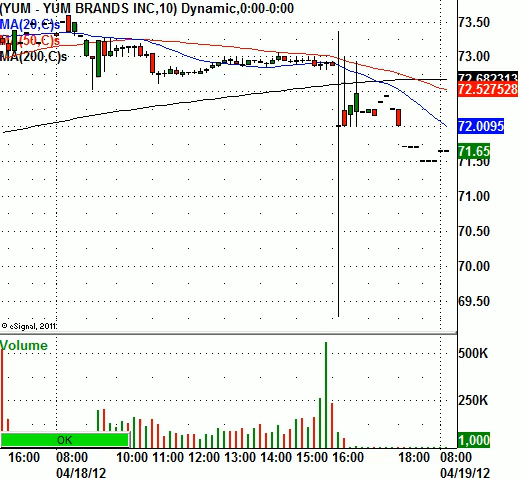 (YUM - YUM BRANDS INC,10) Dynamic,0:00-0:00
MA(20,C)s
MA(50,C)s
MA(200,C)s
73.50
73.00
72.682313
72.527528
72.0095
71.65
71.50
71.00
70.50
70.00
69.50
© eSignal, 2011
Volume
500K
250K
1,000
OK
16:00 08:00 10:00 11:00 12:00 13:00 14:00 15:00 16:00 18:00 08:00
04/18/12 04/19/12